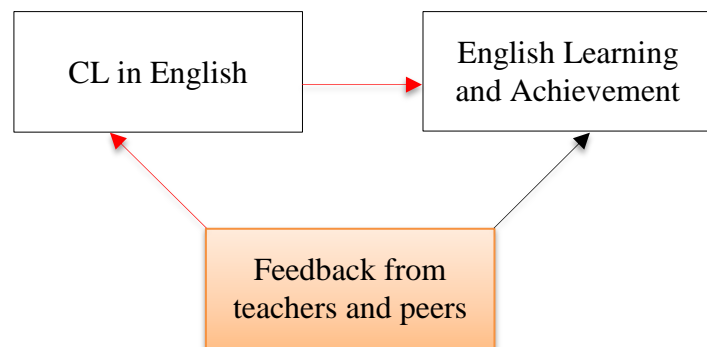 CL in English
English Learning
and Achievement
Feedback from
teachers and peers